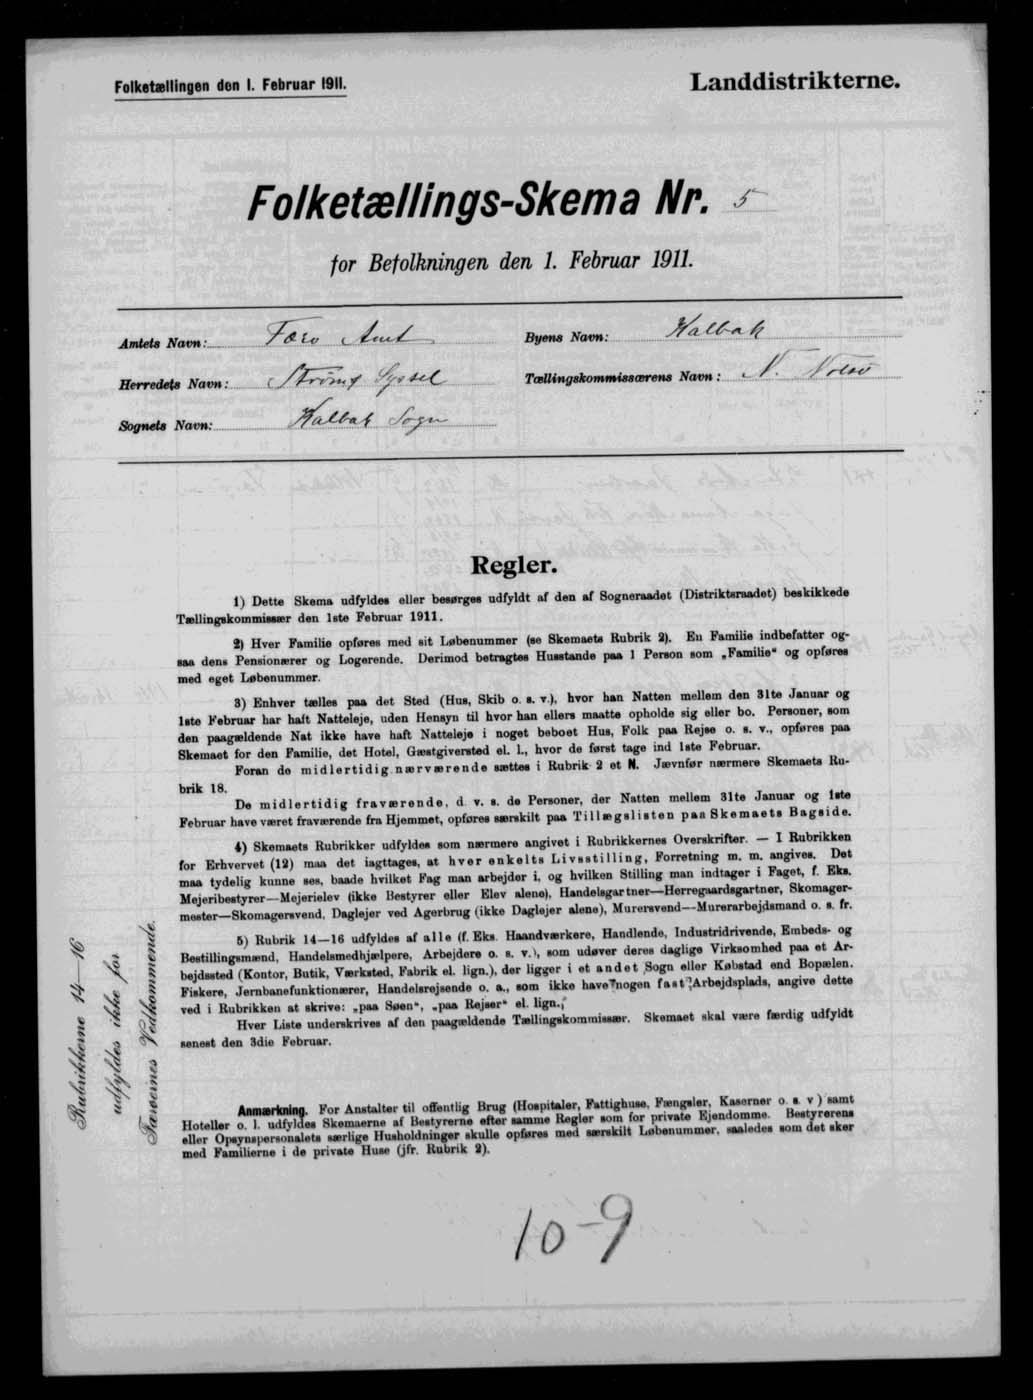 Folketællingen den 1. Februar 1911.
Landdistrikterne.
Folketællings-Skema Nr. 5
for Befolkningen den 1. Februar 1911.
Amtets Navn: Færø Amt
Byens Navn: Kalbak
Herredets Navn: Strømø Syssel
Tællingskommissærens Navn: N. Nolsø
Sognets Navn: Kalbak Sogn
Regler.
1) Dette Skema udfyldes eller besørges udfyldt af den af Sogneraadet (Distriktsraadet) beskikkede
Tællingskommissær den 1ste Februar 1911.
2) Hver Familie opføres med sit Løbenummer (se Skemaets Rubrik 2). En Familie indbefatter og-
saa dens Pensionærer og Logerende. Derimod betragtes Husstande paa 1 Person som „Familie“ og opføres
med eget Løbenummer.
3) Enhver tælles paa det Sted (Hus, Skib o. s. v.), hvor han Natten mellem den 31te Januar og
1ste Februar har haft Natteleje, uden Hensyn til hvor han ellers maatte opholde sig eller bo. Personer, som
den paagældende Nat ikke have haft Natteleje i noget beboet Hus, Folk paa Rejse o. s. v., opføres paa
Skemaet for den Familie, det Hotel, Gæstgiversted el. l., hvor de først tage ind 1ste Februar.
Foran de midlertidig nærværende sættes i Rubrik 2 et N. Jævnfør nærmere Skemaets Ru-
brik 18.
De midlertidig fraværende, d. v. s. de Personer, der Natten mellem 31te Januar og 1ste
Februar have været fraværende fra Hjemmet, opføres særskilt paa Tillægslisten paa Skemaets Bagside.
4) Skemaets Rubrikker udfyldes som nærmere angivet i Rubrikkernes Overskrifter. — I Rubrikken
for Erhvervet (12) maa det iagttages, at hver enkelts Livsstilling, Forretning m. m. angives. Det
maa tydelig kunne ses, baade hvilket Fag man arbejder i, og hvilken Stilling man indtager i Faget, f. Eks.
Mejeribestyrer—Mejerielev (ikke Bestyrer eller Elev alene), Handelsgartner—Herregaardsgartner, Skomager-
mester—Skomagersvend, Daglejer ved Agerbrug (ikke Daglejer alene), Murersvend—Murerarbejdsmand o. s. fr.
5) Rubrik 14—16 udfyldes af alle (f. Eks. Haandværkere, Handlende, Industridrivende, Embeds- og
Bestillingsmænd, Handelsmedhjælpere, Arbejdere o. s. v.), som udøver deres daglige Virksomhed paa et Ar-
bejdssted (Kontor, Butik, Værksted, Fabrik el. lign.), der ligger i et andet Sogn eller Købstad end Bopælen.
Fiskere, Jernbanefunktionærer, Handelsrejsende o. a., som ikke have nogen fast Arbejdsplads, angive dette
ved i Rubrikken at skrive: „paa Søen“, „paa Rejser“ el. lign.
Hver Liste underskrives af den paagældende Tællingskommissær. Skemaet skal være færdig udfyldt
senest den 3die Februar.
Rubrikkerne 14—16
udfyldes ikke for
Færøernes Vedkommende.
Anmærkning. For Anstalter til offentlig Brug (Hospitaler, Fattighuse, Fængsler, Kaserner o. s. v) samt
Hoteller o. l. udfyldes Skemaerne af Bestyrerne efter samme Regler som for private Ejendomme. Bestyrerens
eller Opsynspersonalets særlige Husholdninger skulle opføres med særskilt Løbenummer, saaledes som det sker
med Familierne i de private Huse (jfr. Rubrik 2).
10-9